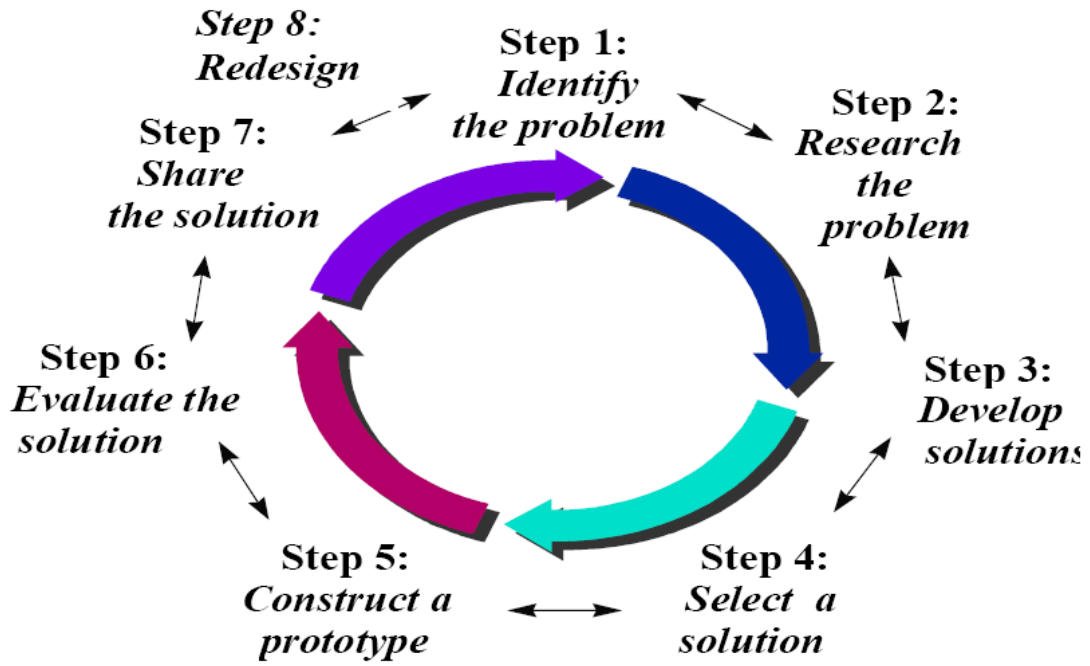 Step 1:
Identify
the problem
Step 2:
Research
the
problem
Step 3:
Develop
solutions
Step 4:
Select a
solution
Step 5:
Construct a
prototype
Step 6:
Evaluate the
solution
Step 7:
Share
the solution
Step 8:
Redesign